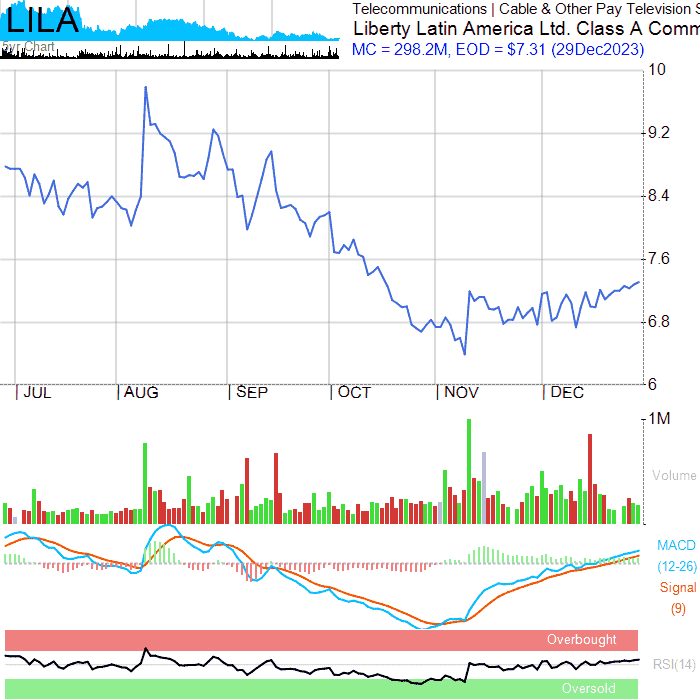 LILA
5yr Chart
Telecommunications | Cable & Other Pay Television S
Liberty Latin America Ltd. Class A Comm
MC = 298.2M, EOD = $7.31 (29Dec2023)
10
9.2
8.4
7.6
6.8
6
|JUL |AUG |SEP |OCT |NOV |DEC
1M
Volume
MACD
(12-26)
Signal
(9)
Overbought
RSI(14)
Oversold